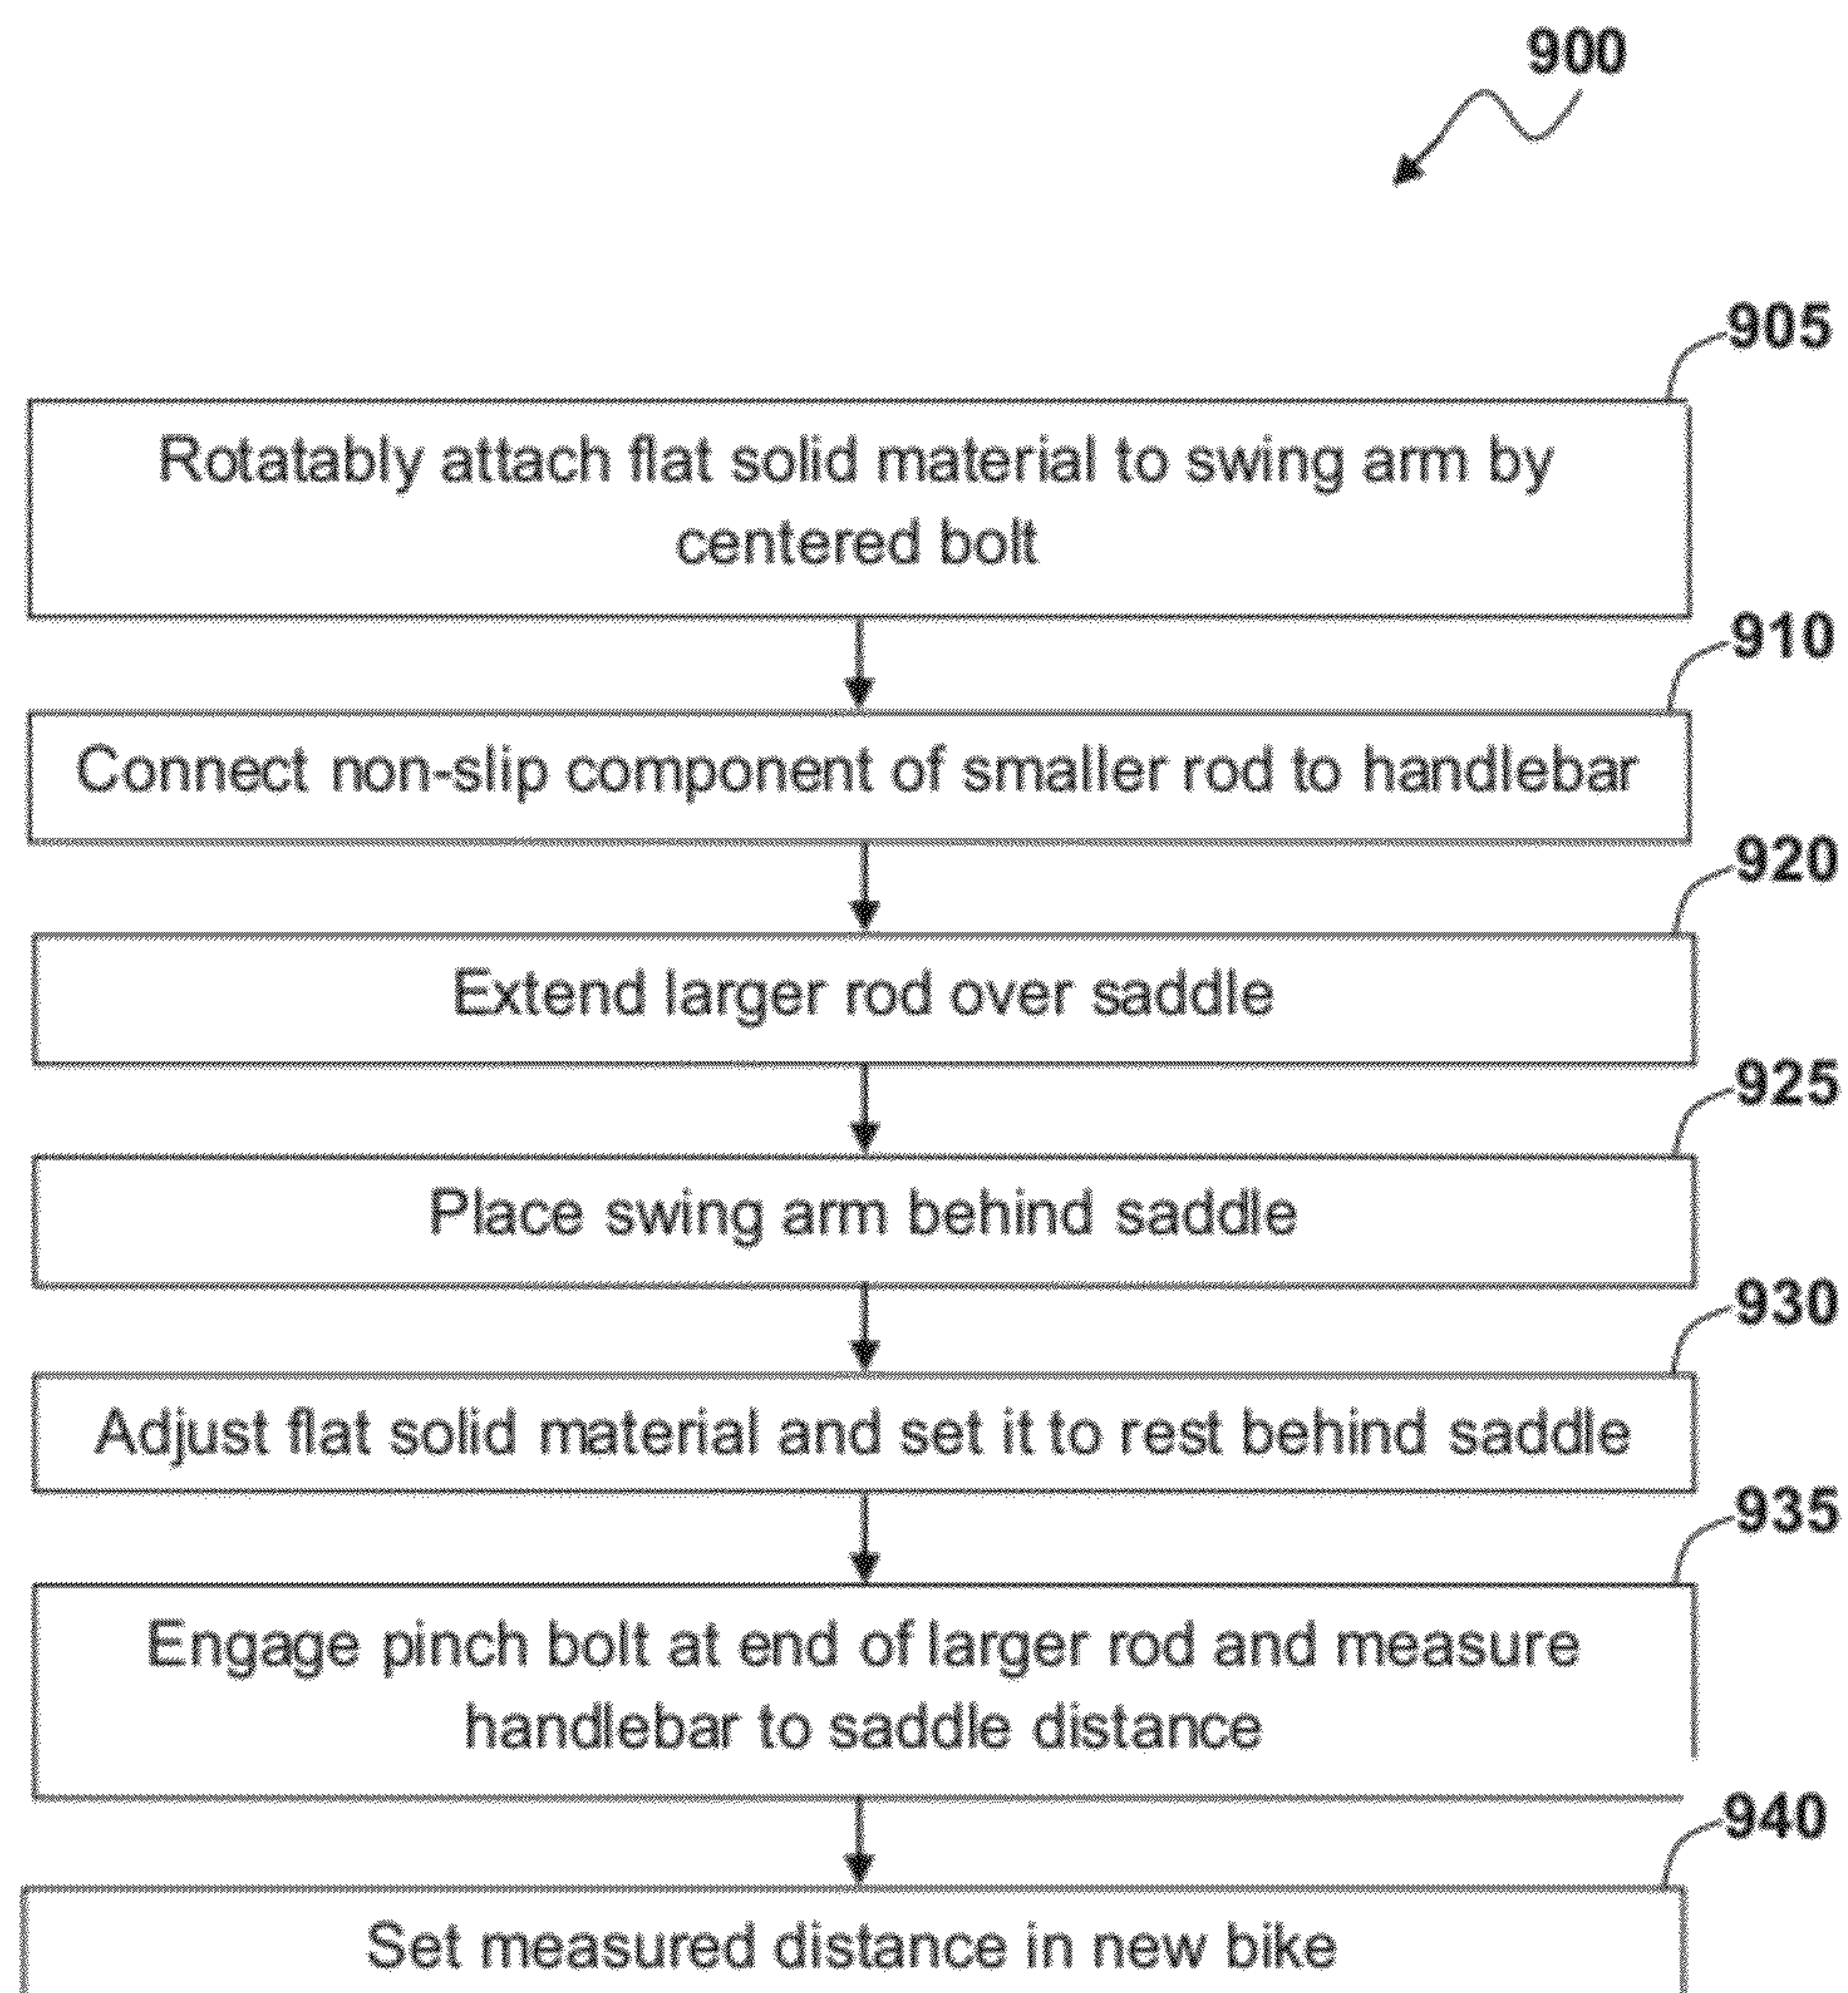 900
905
Rotatably attach flat solid material to swing arm by
centered bolt
910
Connect non-slip component of smaller rod to handlebar
920
Extend larger rod over saddle
925
Place swing arm behind saddle
930
Adjust flat solid material and set it to rest behind saddle
935
Engage pinch bolt at end of larger rod and measure
handlebar to saddle distance
940
Set measured distance in new bike